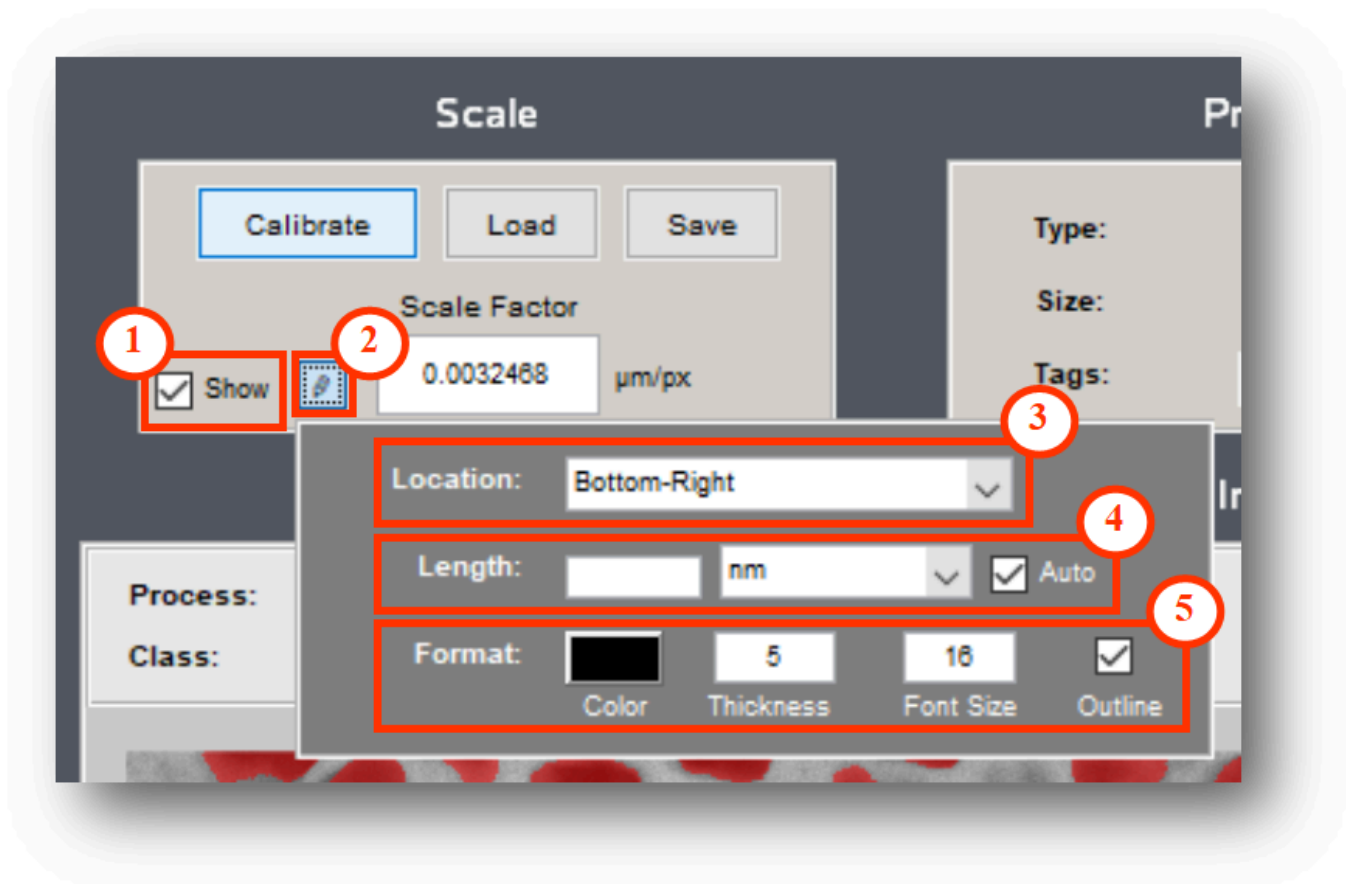 Scale
Pr
Calibrate Load Save
Type:
Scale Factor
Size:
1
2
Show 0.0032468 µm/px
Tags:
3
Location: Bottom-Right
In
4
Length: nm Auto
Process:
5
Class:
Format: 5 16
Color Thickness Font Size Outline